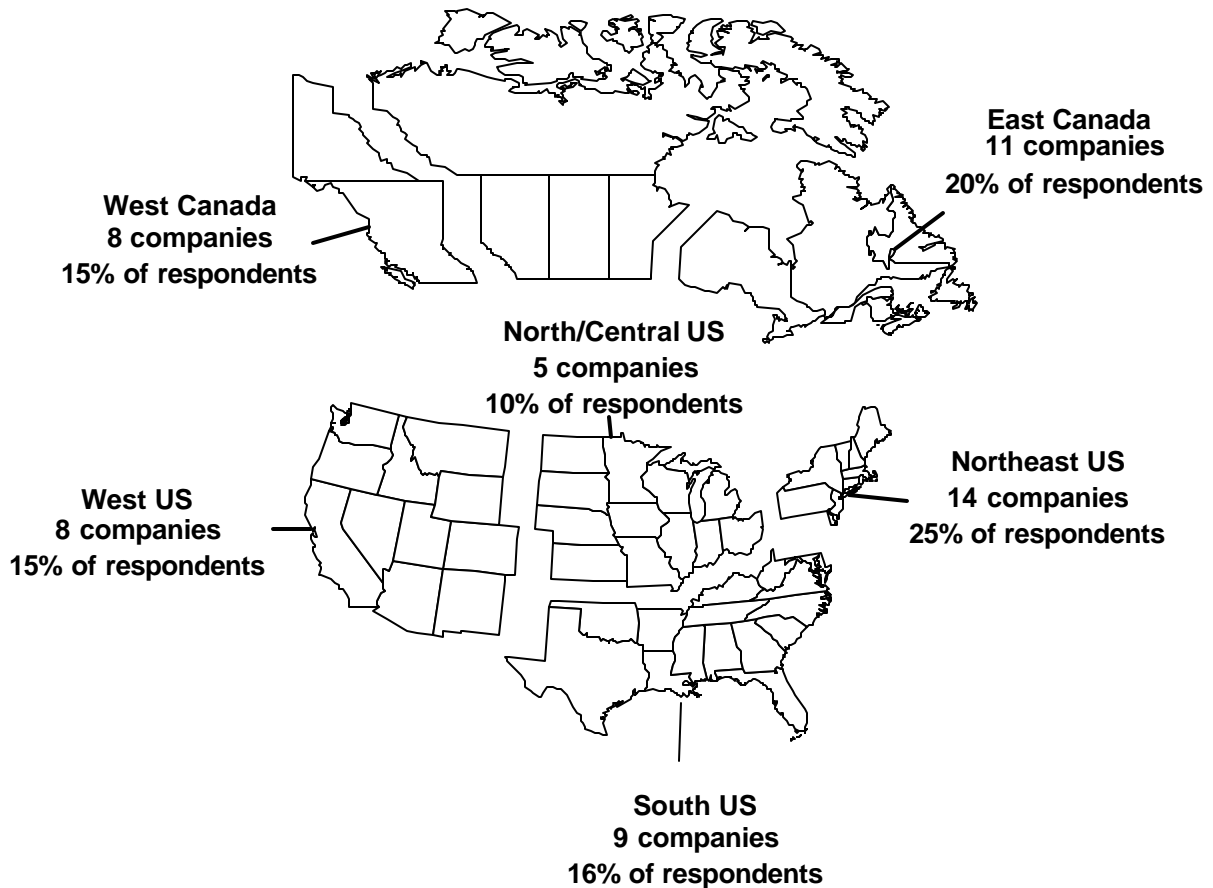 East Canada
11 companies
20% of respondents
West Canada
8 companies
15% of respondents
North/Central US
5 companies
10% of respondents
Northeast US
14 companies
25% of respondents
West US
8 companies
15% of respondents
South US
9 companies
16% of respondents